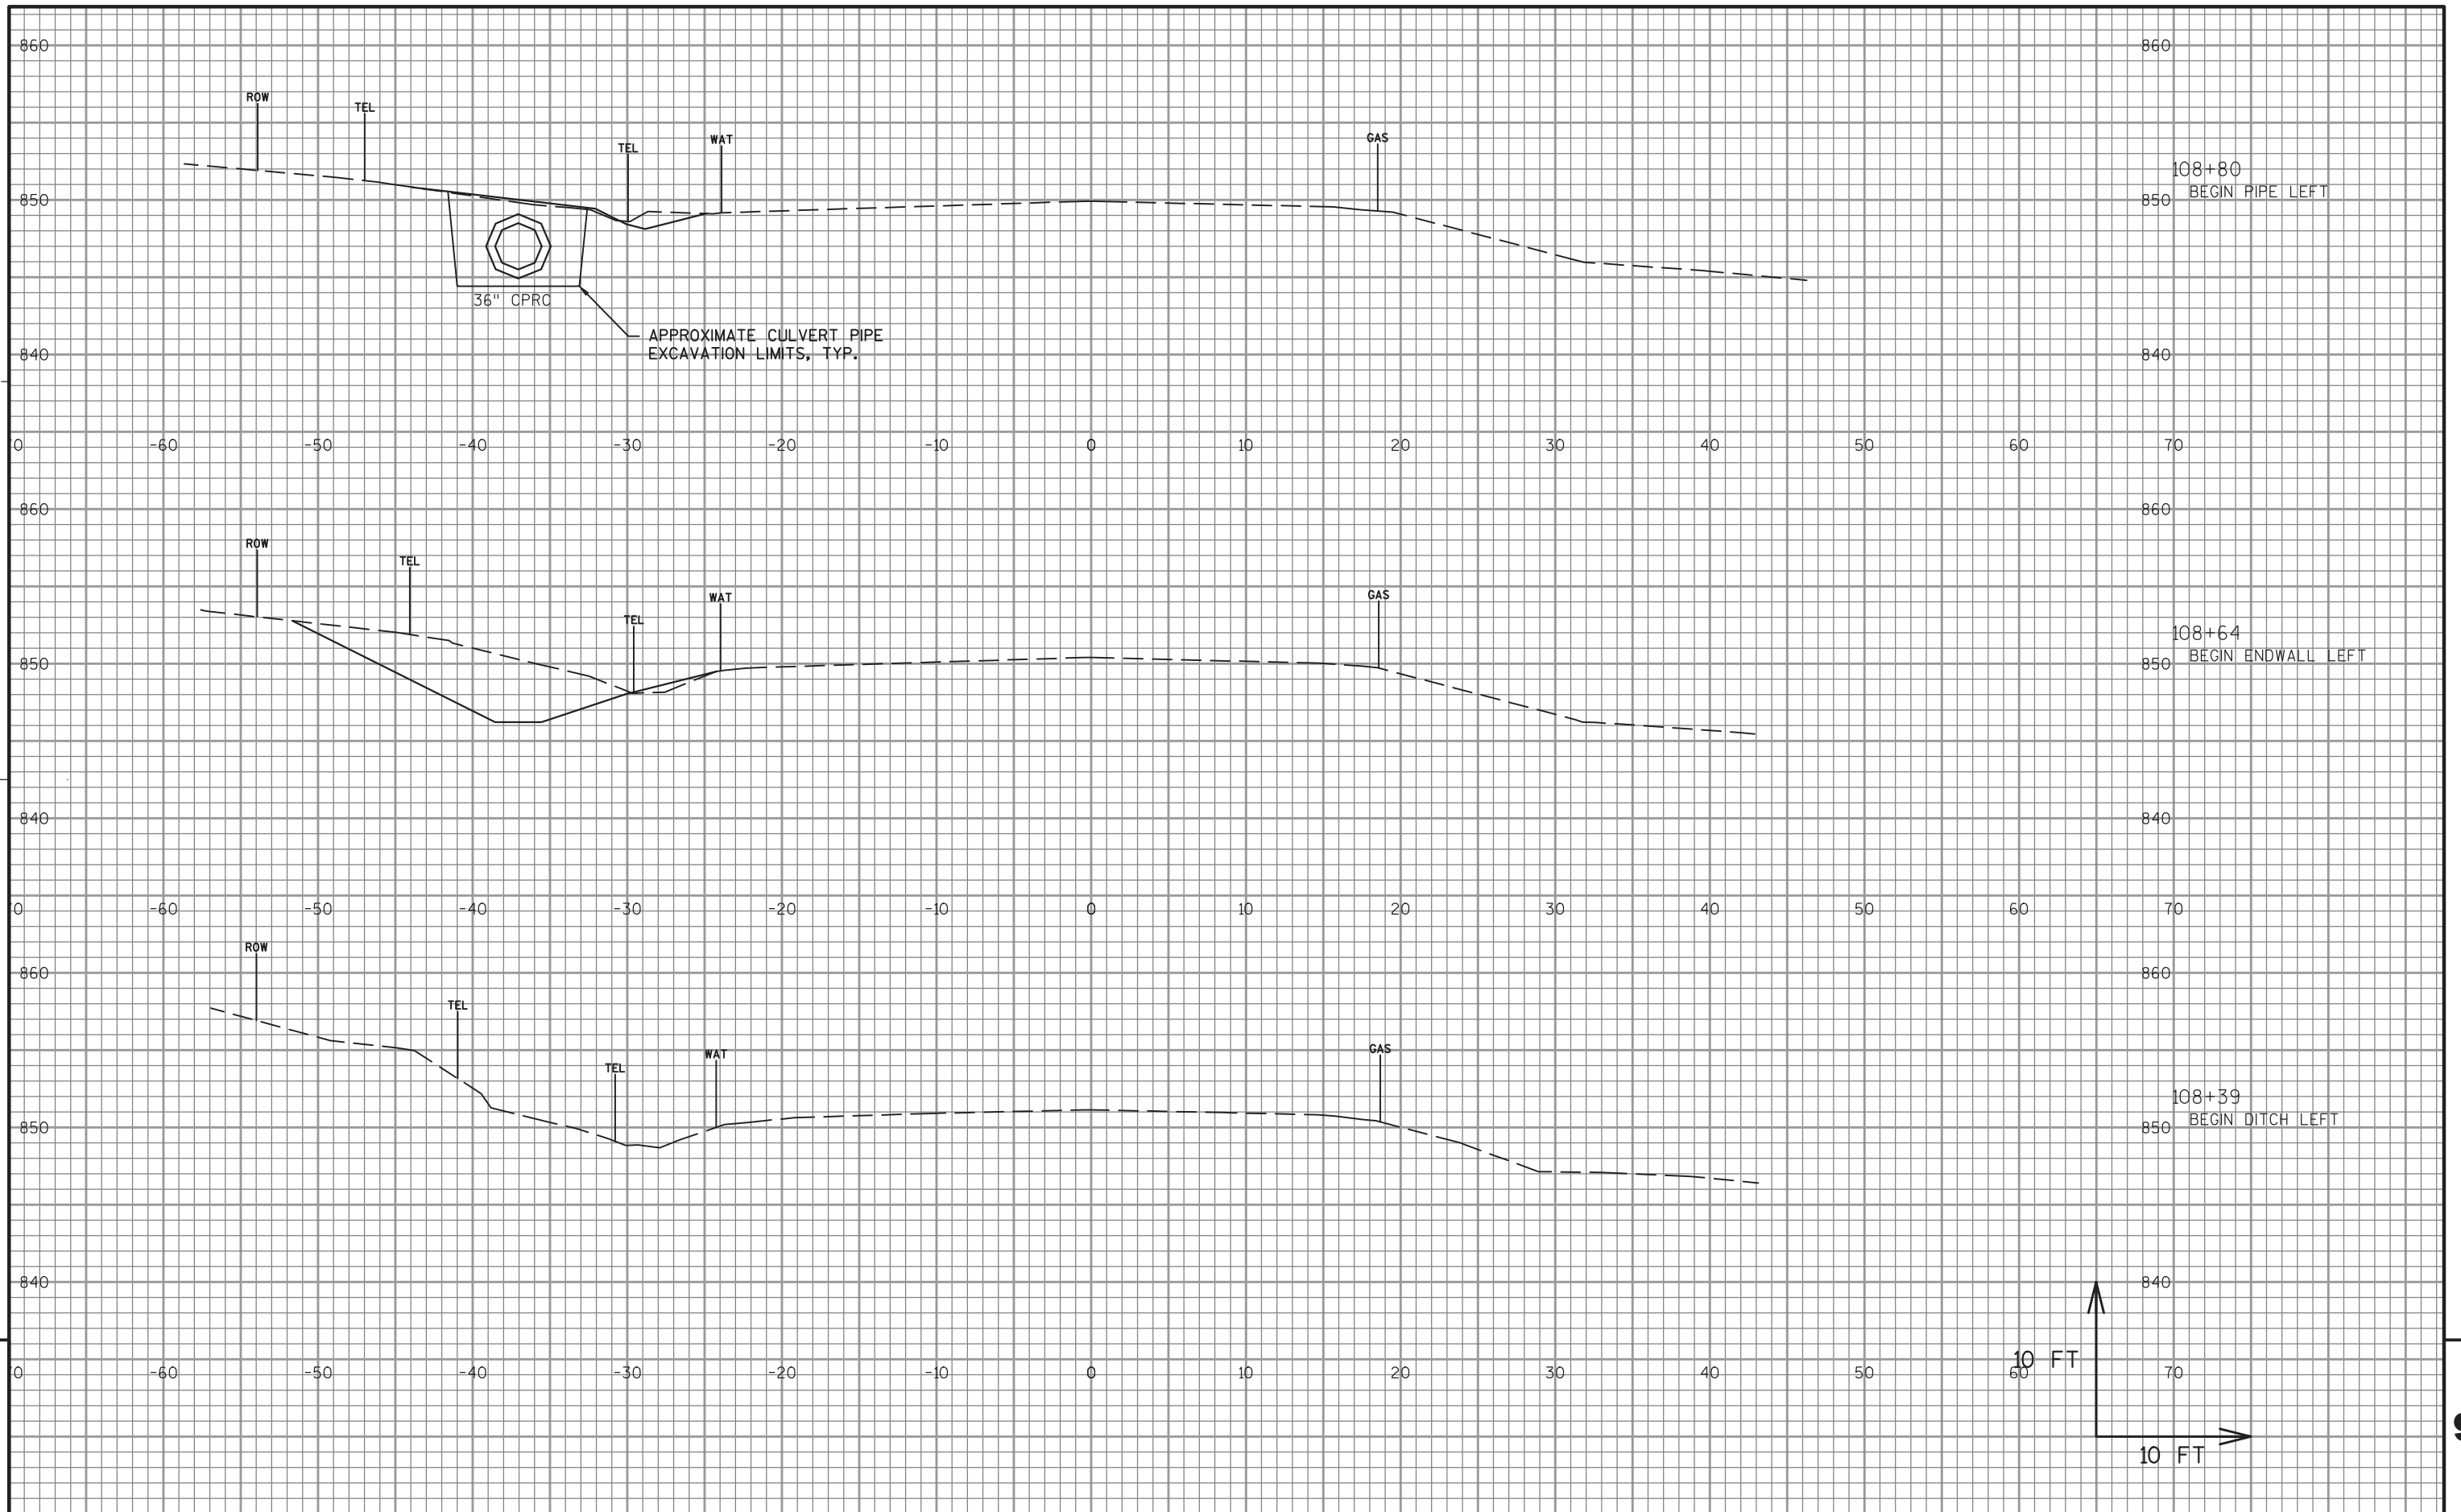 860 860
ROW
TEL
WAT
GAS
TEL
108+80
850 850 BEGIN PIPE LEFT
36" CPRC
APPROXIMATE CULVERT PIPE
EXCAVATION LIMITS, TYP.
840 840
0 -60 -50 -40 -30 -20 -10 0 10 20 30 40 50 60 70
860 860
ROW
TEL
WAT
GAS
TEL
108+64
850 850 BEGIN ENDWALL LEFT
840 840
0 -60 -50 -40 -30 -20 -10 0 10 20 30 40 50 60 70
ROW
860 860
TEL
GAS
WAT
TEL
108+39
850 850 BEGIN DITCH LEFT
840 840
10 FT
0 -60 -50 -40 -30 -20 -10 0 10 20 30 40 50 60 70
10 FT